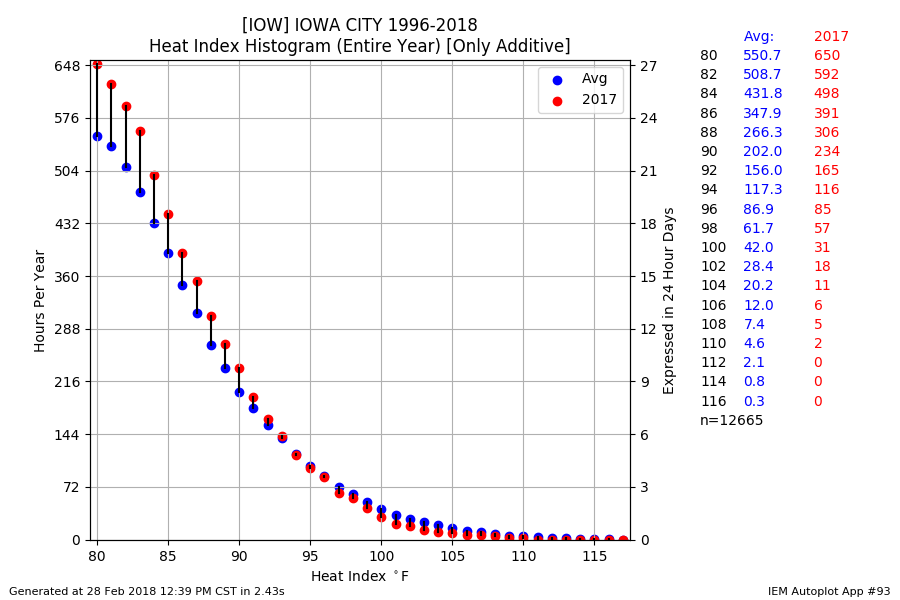 [IOW] IOWA CITY 1996-2018
Heat Index Histogram (Entire Year) [Only Additive]
Avg
2017
Hours Per Year
648
576
504
432
360
288
216
144
72
0
27
24
21
18
15
12
9
6
3
0
Expressed in 24 Hour Days
80 85 90 95 100 105 110 115
Heat Index °F
Avg: 2017
80 550.7 650
82 508.7 592
84 431.8 498
86 347.9 391
88 266.3 306
90 202.0 234
92 156.0 165
94 117.3 116
96 86.9 85
98 61.7 57
100 42.0 31
102 28.4 18
104 20.2 11
106 12.0 6
108 7.4 5
110 4.6 2
112 2.1 0
114 0.8 0
116 0.3 0
n=12665
Generated at 28 Feb 2018 12:39 PM CST in 2.43s
IEM Autoplot App #93